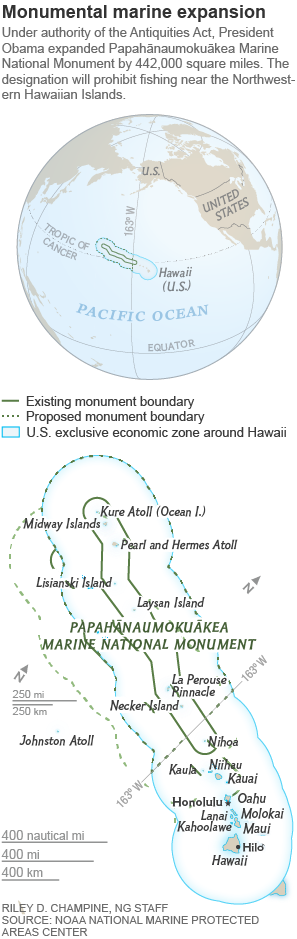 Monumental marine expansion
Under authority of the Antiquities Act, President
Obama expanded Papahānaumokuākea Marine
National Monument by 442,000 square miles. The
designation will prohibit fishing near the Northwest-
ern Hawaiian Islands.
U.S.
UNITED
STATES
163° W
TROPIC OF
CANCER
Hawaii
(U.S.)
PACIFIC OCEAN
EQUATOR
Existing monument boundary
Proposed monument boundary
U.S. exclusive economic zone around Hawaii
Kure Atoll (Ocean I.)
Midway Islands
Pearl and Hermes Atoll
Lisianski Island
N
Laysan Island
PAPAHĀNAUMOKUĀKEA
MARINE NATIONAL MONUMENT
163° W
N
La Perouse
Rinnacle
250 mi
250 km
Necker Island
Johnston Atoll
Nihoa
Kaula
Niihau
Kauai
163° W
Honolulu
Oahu
Lanai
Molokai
Kahoolawe
Maui
400 nautical mi
Hilo
400 mi
Hawaii
400 km
RILEY D. CHAMPINE, NG STAFF
SOURCE: NOAA NATIONAL MARINE PROTECTED
AREAS CENTER